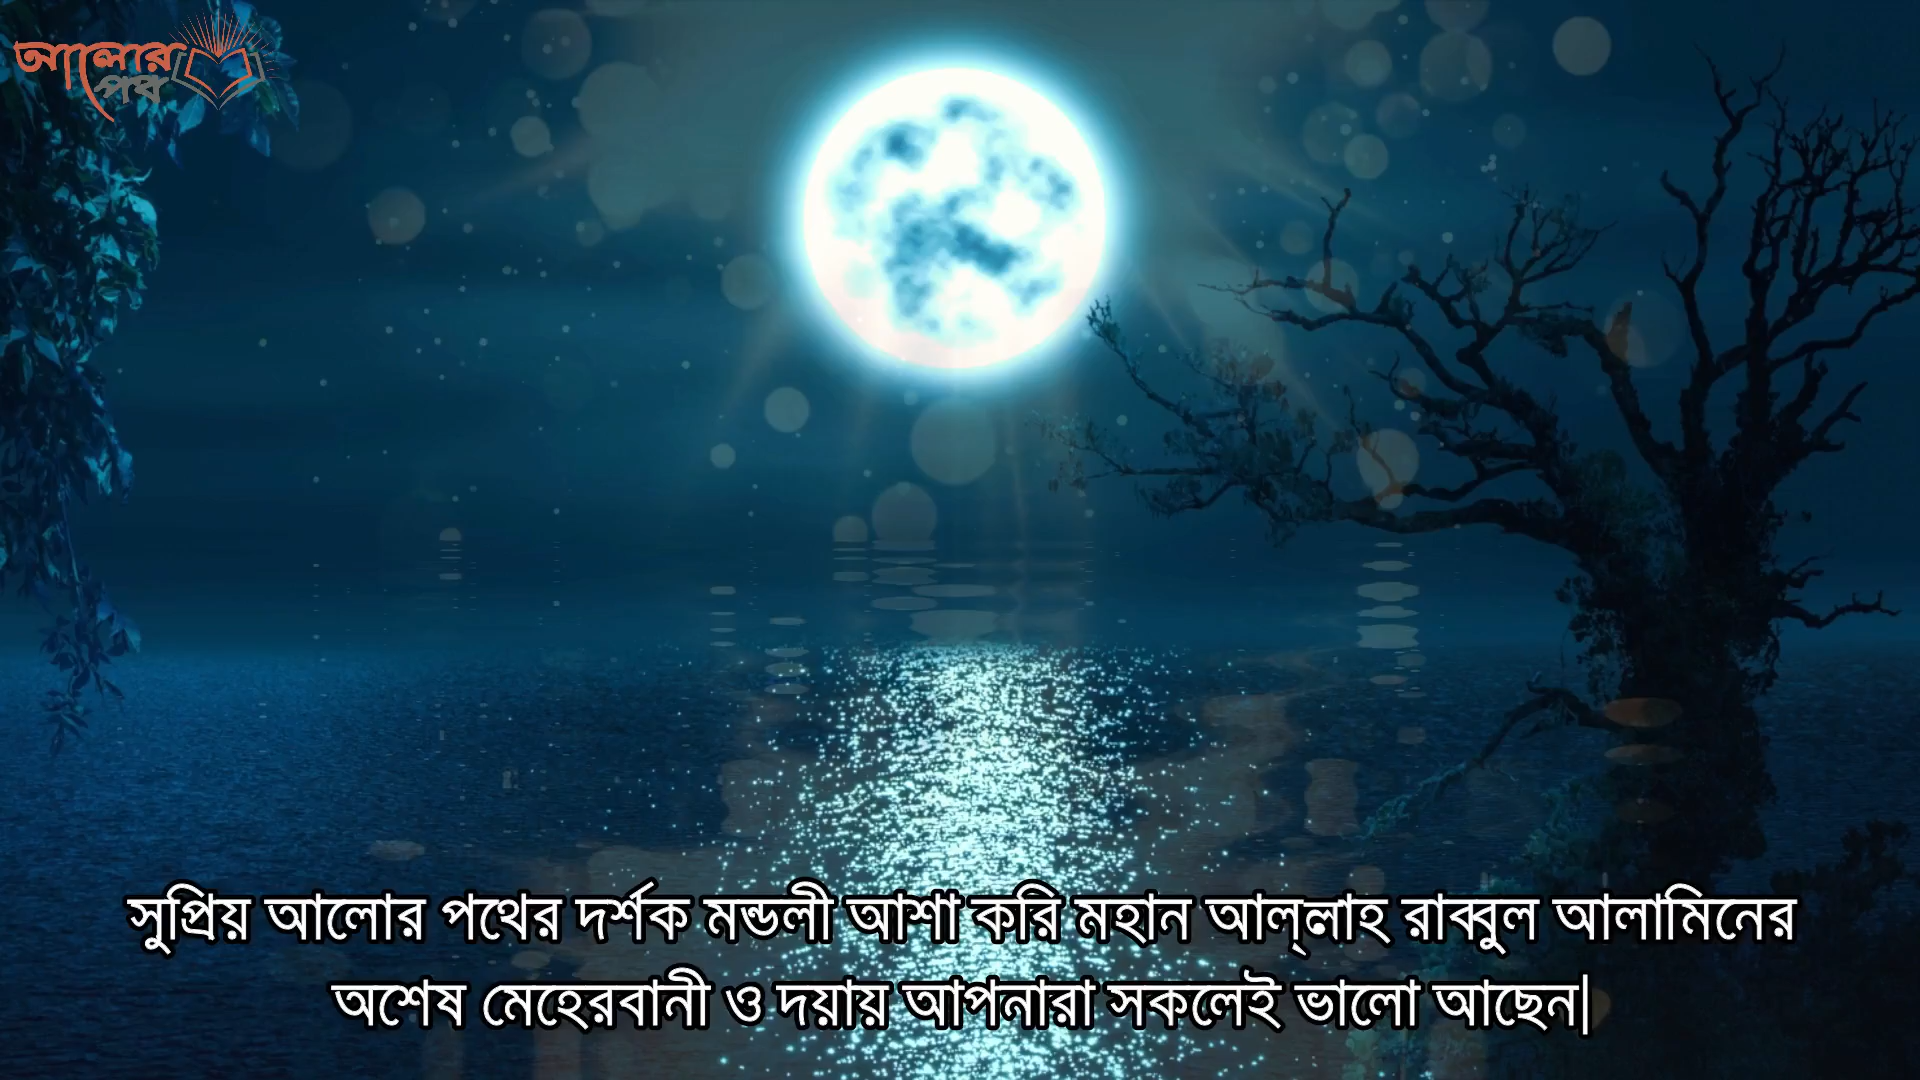 আলোর
পথ
সুপ্রিয় আলোর পথের দর্শক মন্ডলী আশা করি মহান আল্লাহ রাব্বুল আলামিনের
অশেষ মেহেরবানী ও দয়ায় আপনারা সকলেই ভালো আছেন|